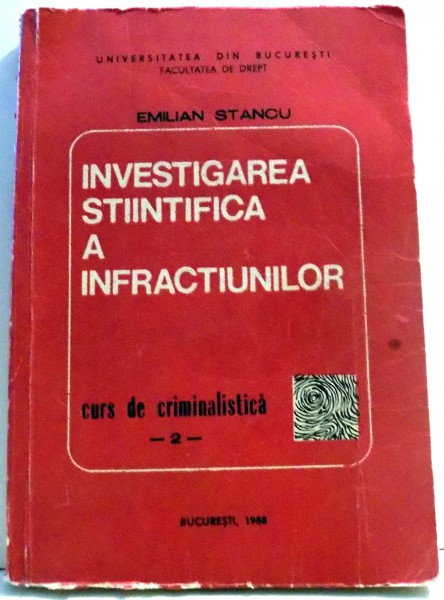 UNIVERSITATEA DIN BUCUREȘTI
FACULTATEA DE DREPT
EMILIAN STANCU
INVESTIGAREA
STIINTIFICA
A
INFRACTIUNILOR
curs de criminalistică
— 2 —
BUCUREȘTI, 1988